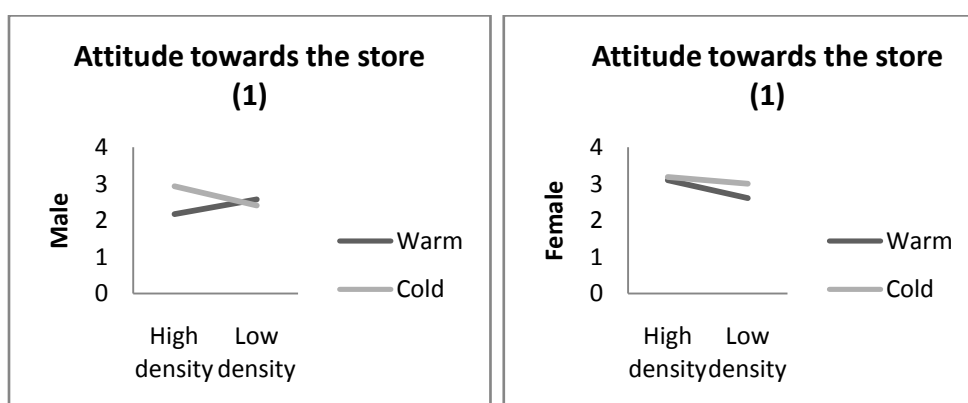 Attitude towards the store
(1)
4
3
2
1
0
Male
High
density
Low
density
Warm
Cold
Attitude towards the store
(1)
4
3
2
1
0
Female
High
density
Low
density
Warm
Cold